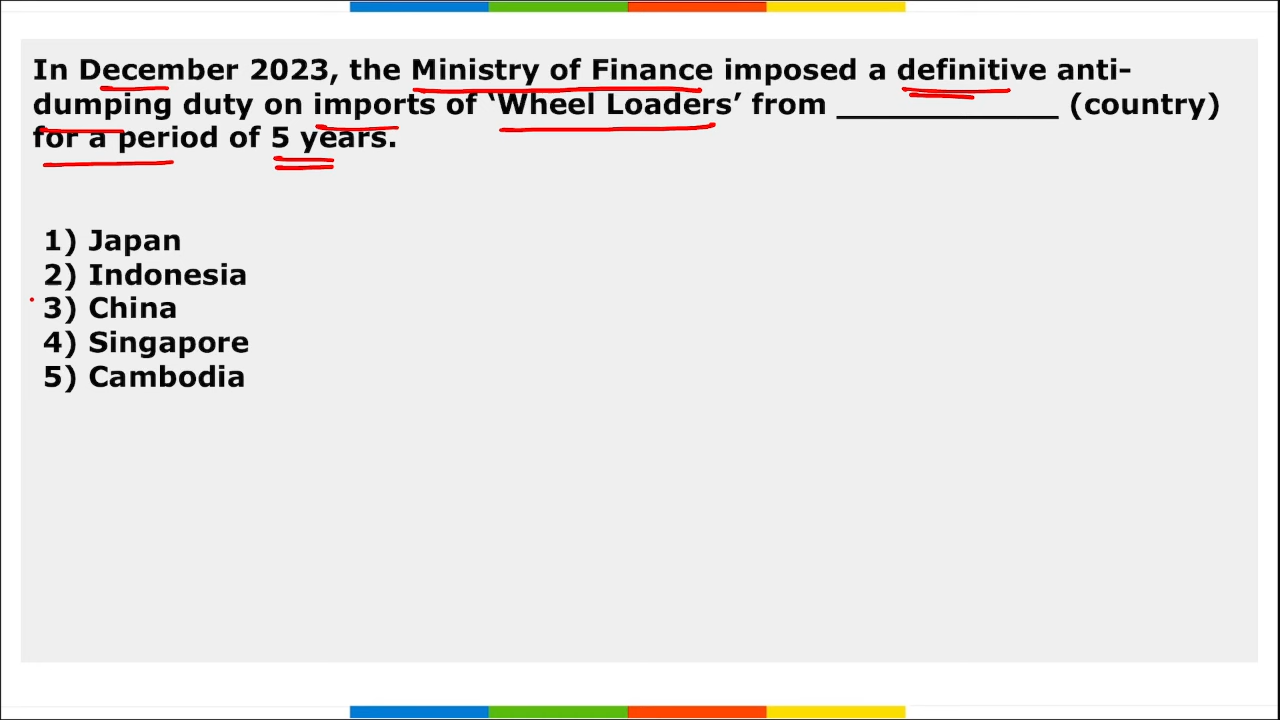 In December 2023, the Ministry of Finance imposed a definitive anti-
dumping duty on imports of ‘Wheel Loaders’ from _____________ (country)
for a period of 5 years.
1) Japan
2) Indonesia
3) China
4) Singapore
5) Cambodia